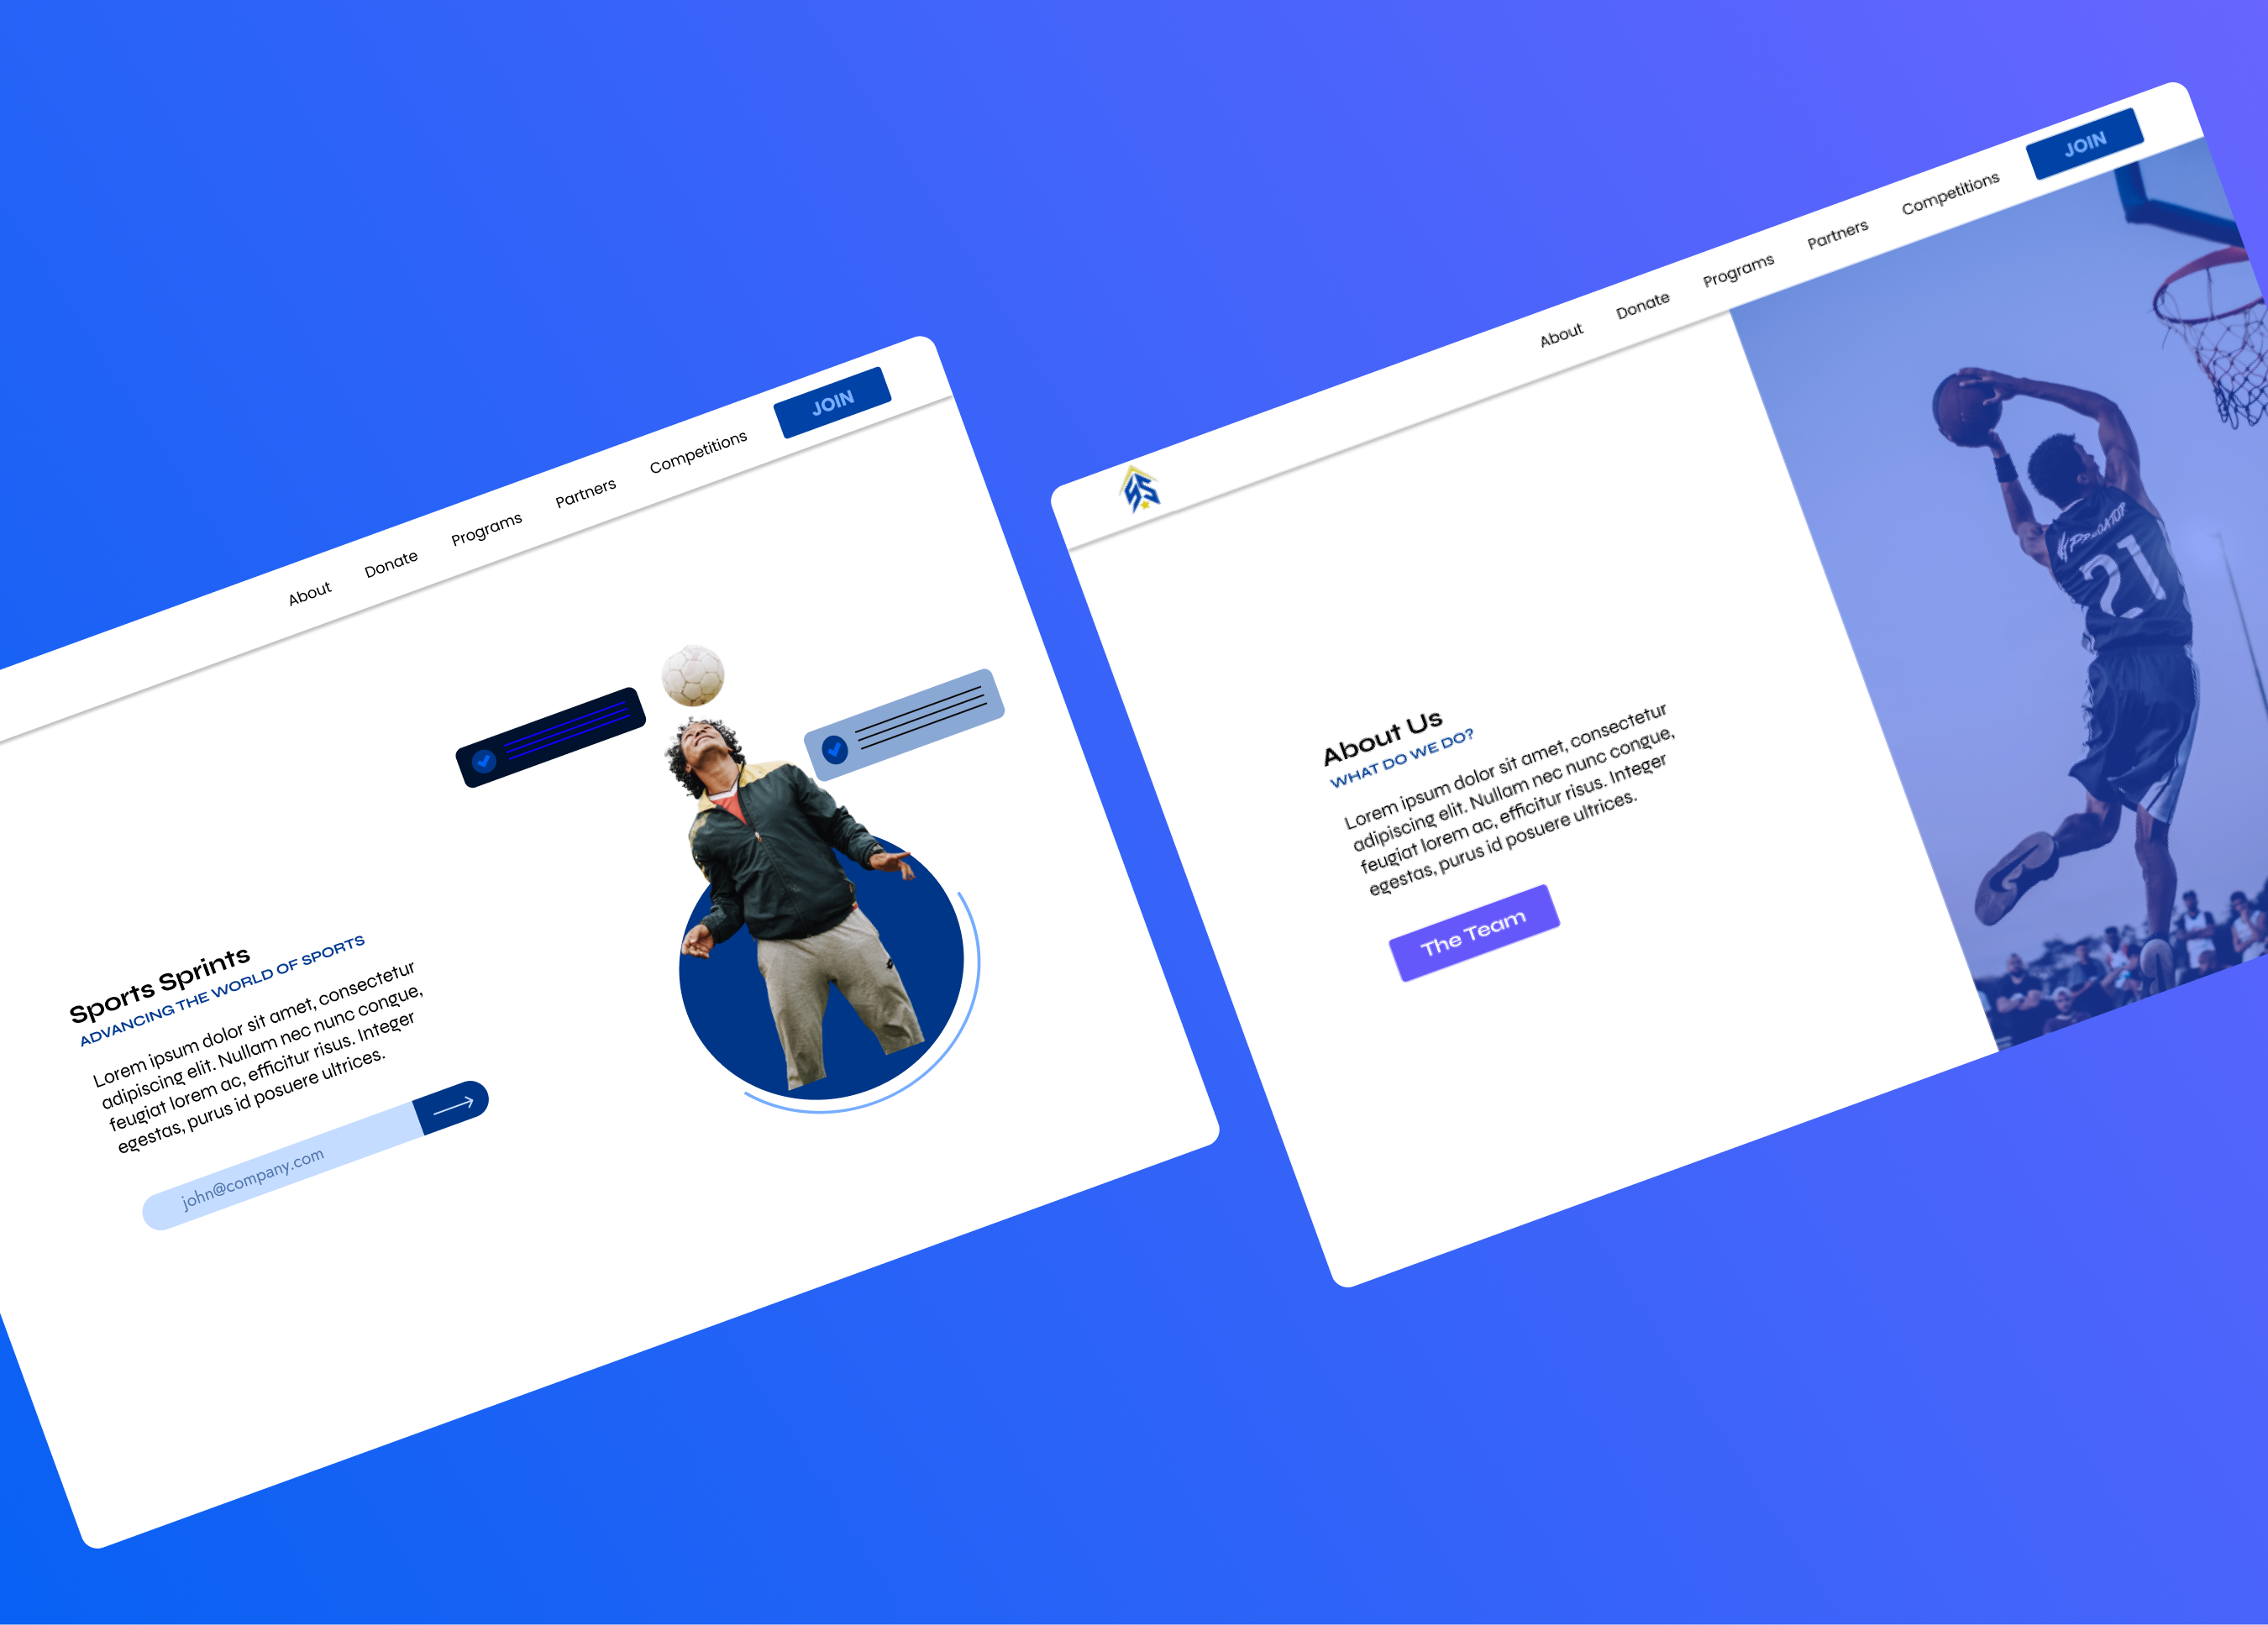 About
Donate
Programs
Partners
Competitions
JOIN
Sports Sprints
ADVANCING THE WORLD OF SPORTS
Lorem ipsum dolor sit amet, consectetur
adipiscing elit. Nullam nec nunc congue,
feugiat lorem ac, efficitur risus. Integer
egestas, purus id posuere ultrices.
john@company.com
SS
About
Donate
Programs
Partners
Competitions
JOIN
About Us
WHAT DO WE DO?
Lorem ipsum dolor sit amet, consectetur
adipiscing elit. Nullam nec nunc congue,
feugiat lorem ac, efficitur risus. Integer
egestas, purus id posuere ultrices.
The Team
PREDATOR
21